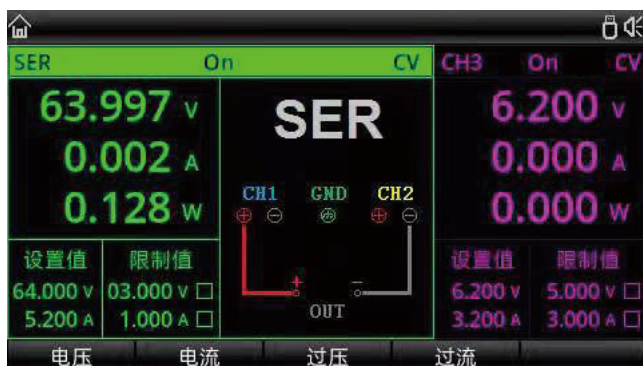 SER On CV CH3 On CV
63.997 V
0.002 A
0.128 W
设置值 限制值
64.000 V 03.000 V
5.200 A 1.000 A
SER
CH1 GND CH2
+ −
OUT
6.200 V
0.000 A
0.000 W
设置值 限制值
6.200 V 5.000 V
3.200 A 3.000 A
电压 电流 过压 过流